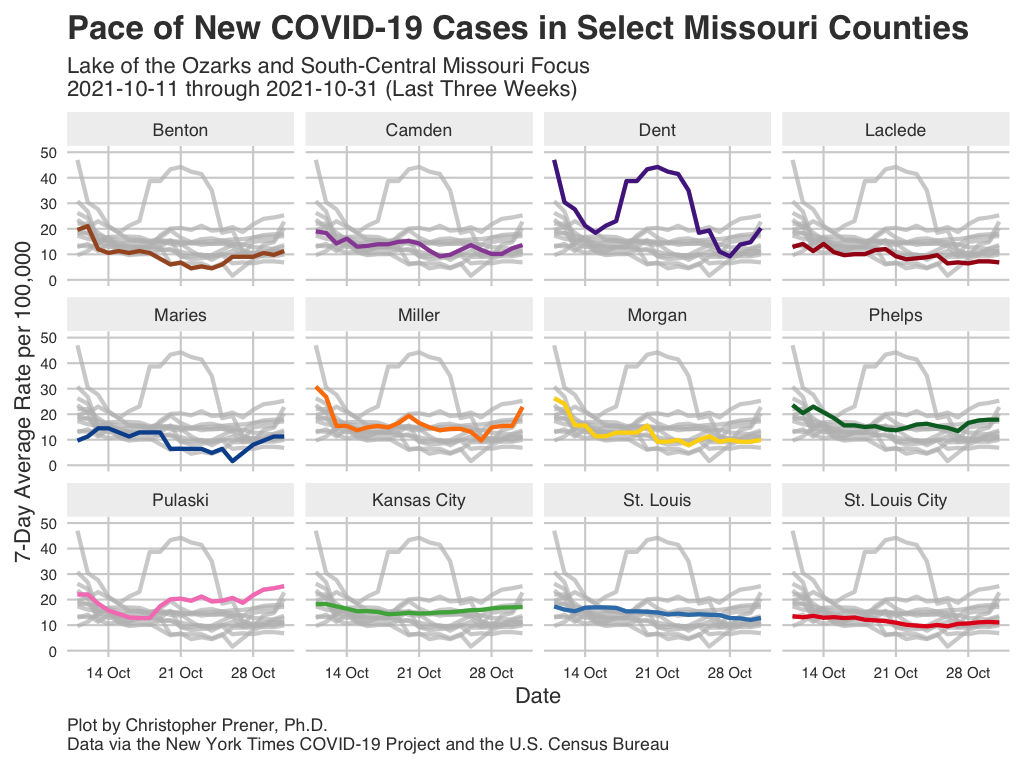 Pace of New COVID-19 Cases in Select Missouri Counties
Lake of the Ozarks and South-Central Missouri Focus
2021-10-11 through 2021-10-31 (Last Three Weeks)
7-Day Average Rate per 100,000
Benton
Camden
Dent
Laclede
50
40
30
20
10
0
Maries
Miller
Morgan
Phelps
50
40
30
20
10
0
Pulaski
Kansas City
St. Louis
St. Louis City
50
40
30
20
10
0
14 Oct 21 Oct 28 Oct
14 Oct 21 Oct 28 Oct
14 Oct 21 Oct 28 Oct
14 Oct 21 Oct 28 Oct
Date
Plot by Christopher Prener, Ph.D.
Data via the New York Times COVID-19 Project and the U.S. Census Bureau